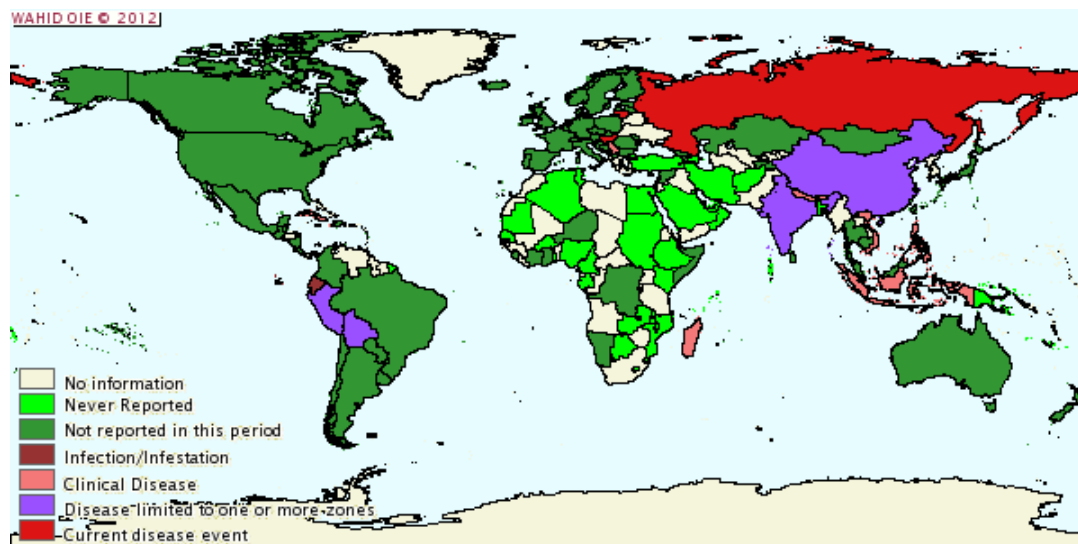 WAHID OIE © 2012
No information
Never Reported
Not reported in this period
Infection/Infestation
Clinical Disease
Disease limited to one or more zones
Current disease event